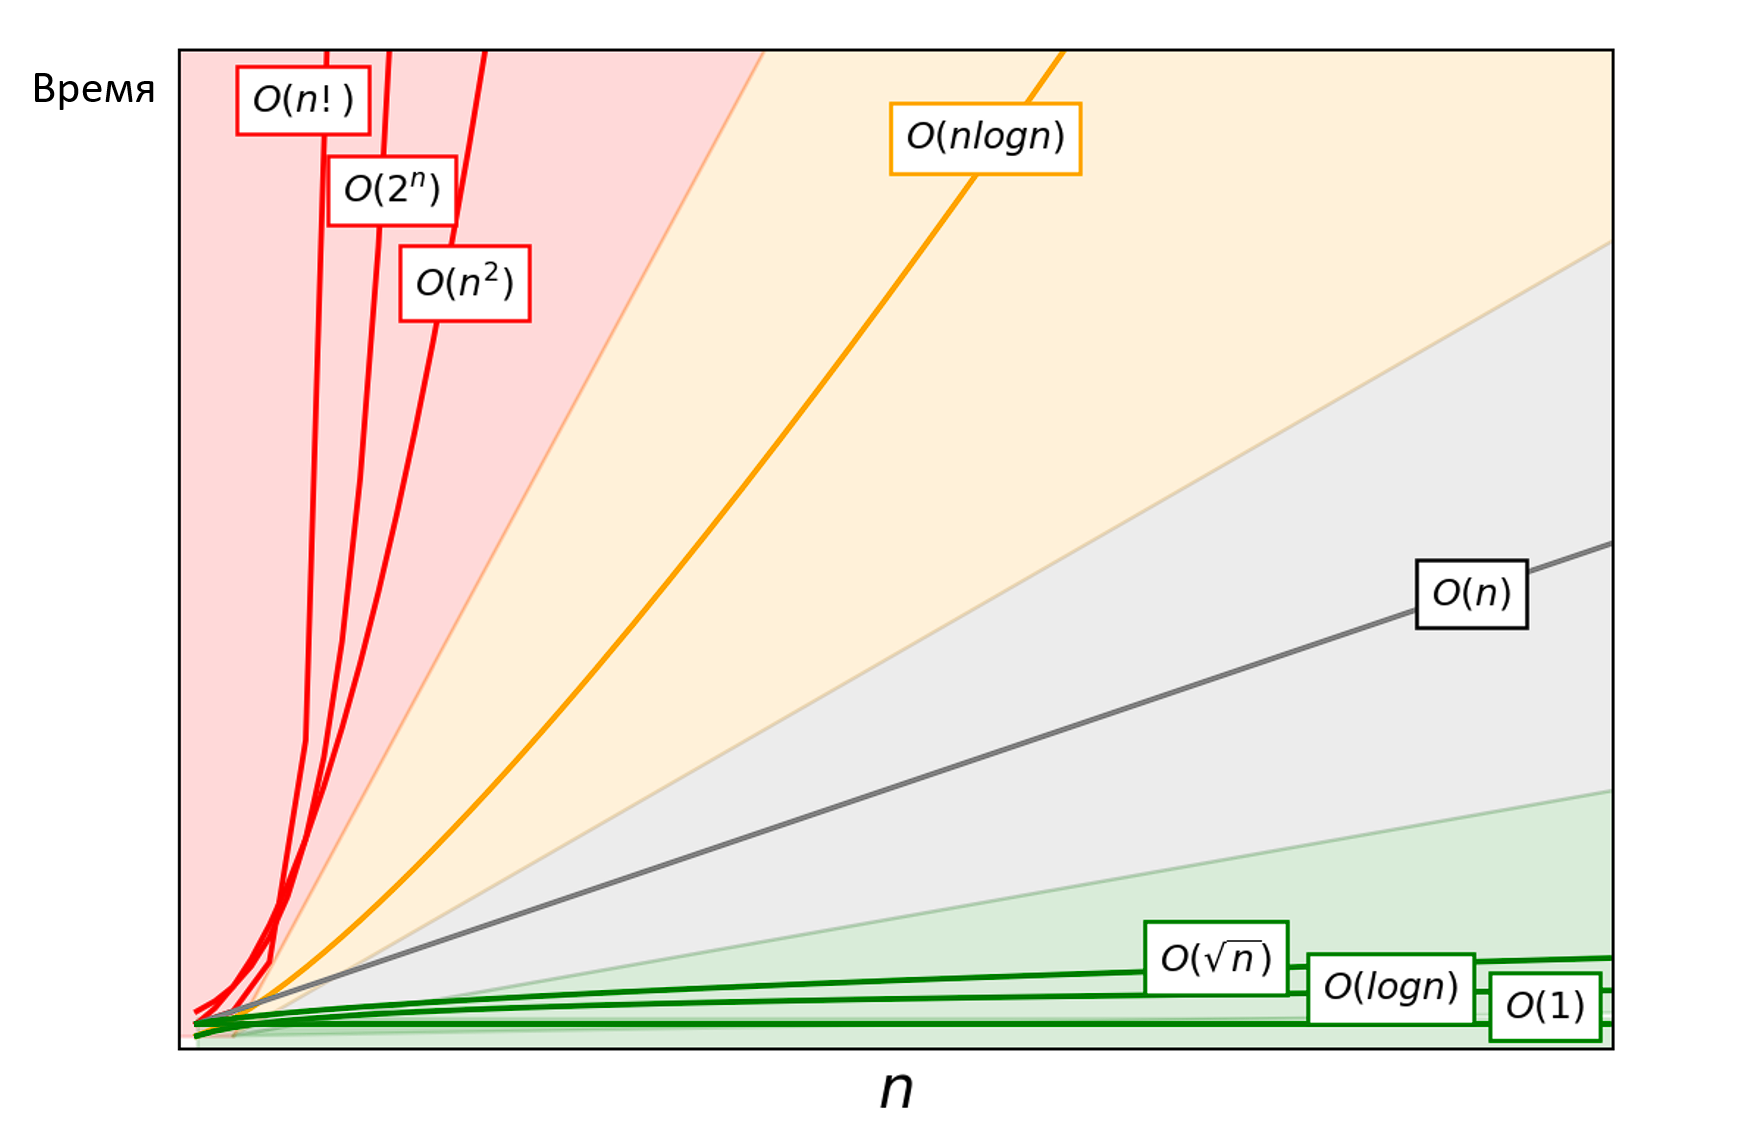 Время
O(n!)
O(2ⁿ)
O(n²)
O(nlogn)
O(n)
O(√n)
O(logn)
O(1)
n